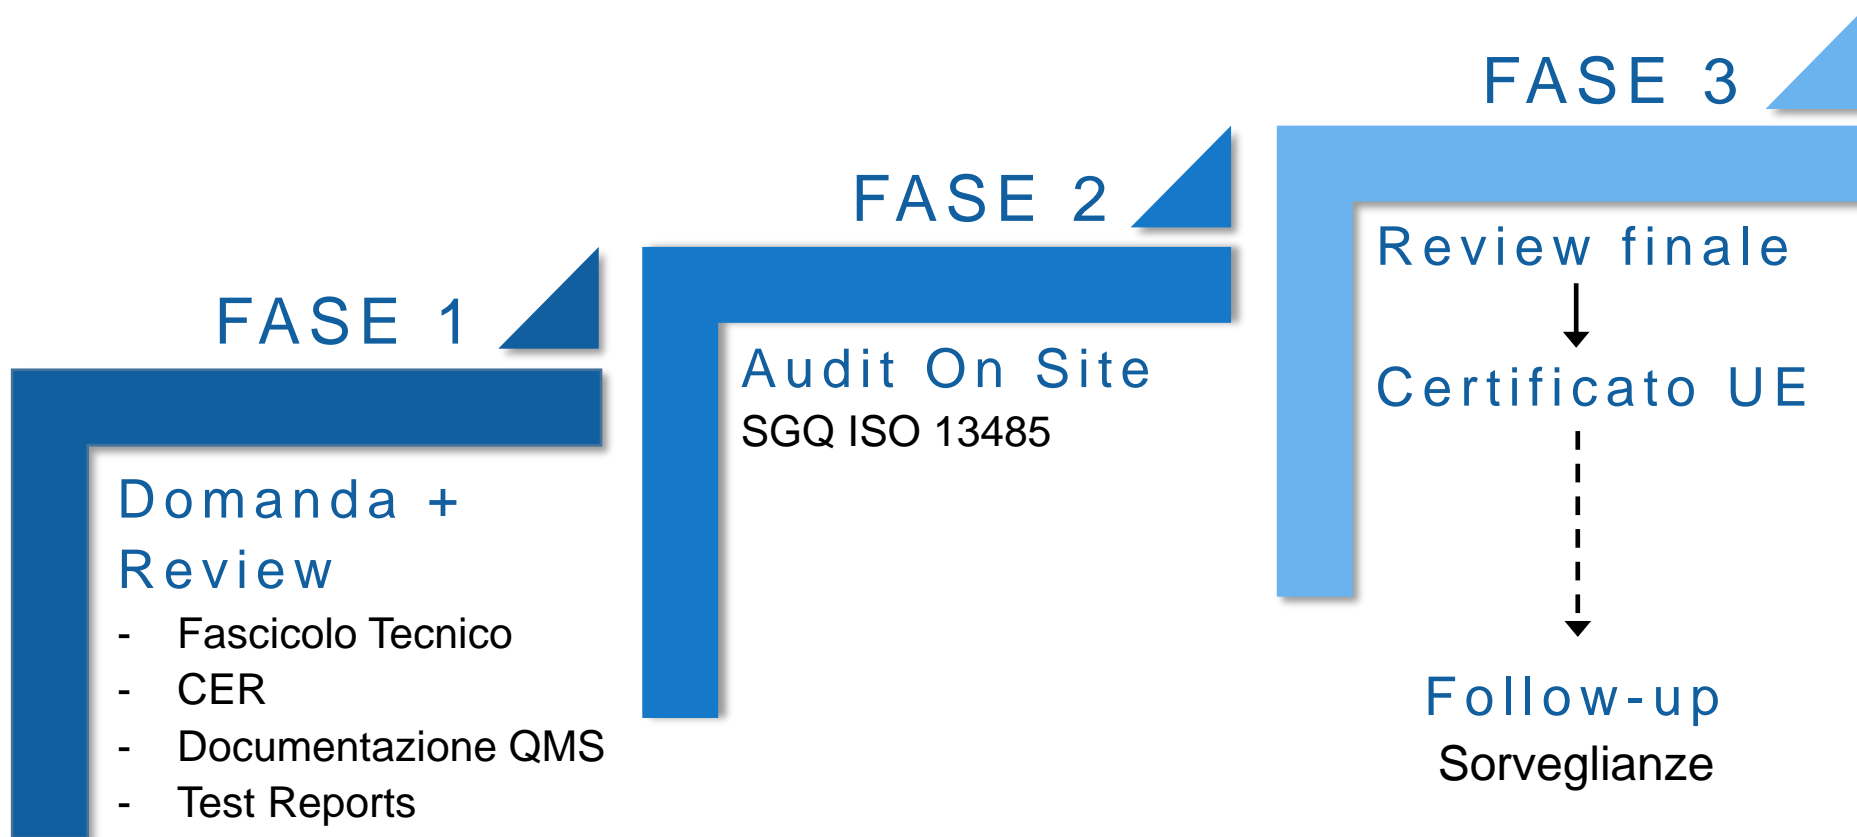 FASE 1
Domanda +
Review
- Fascicolo Tecnico
- CER
- Documentazione QMS
- Test Reports
FASE 2
Audit On Site
SGQ ISO 13485
FASE 3
Review finale
Certificato UE
Follow-up
Sorveglianze